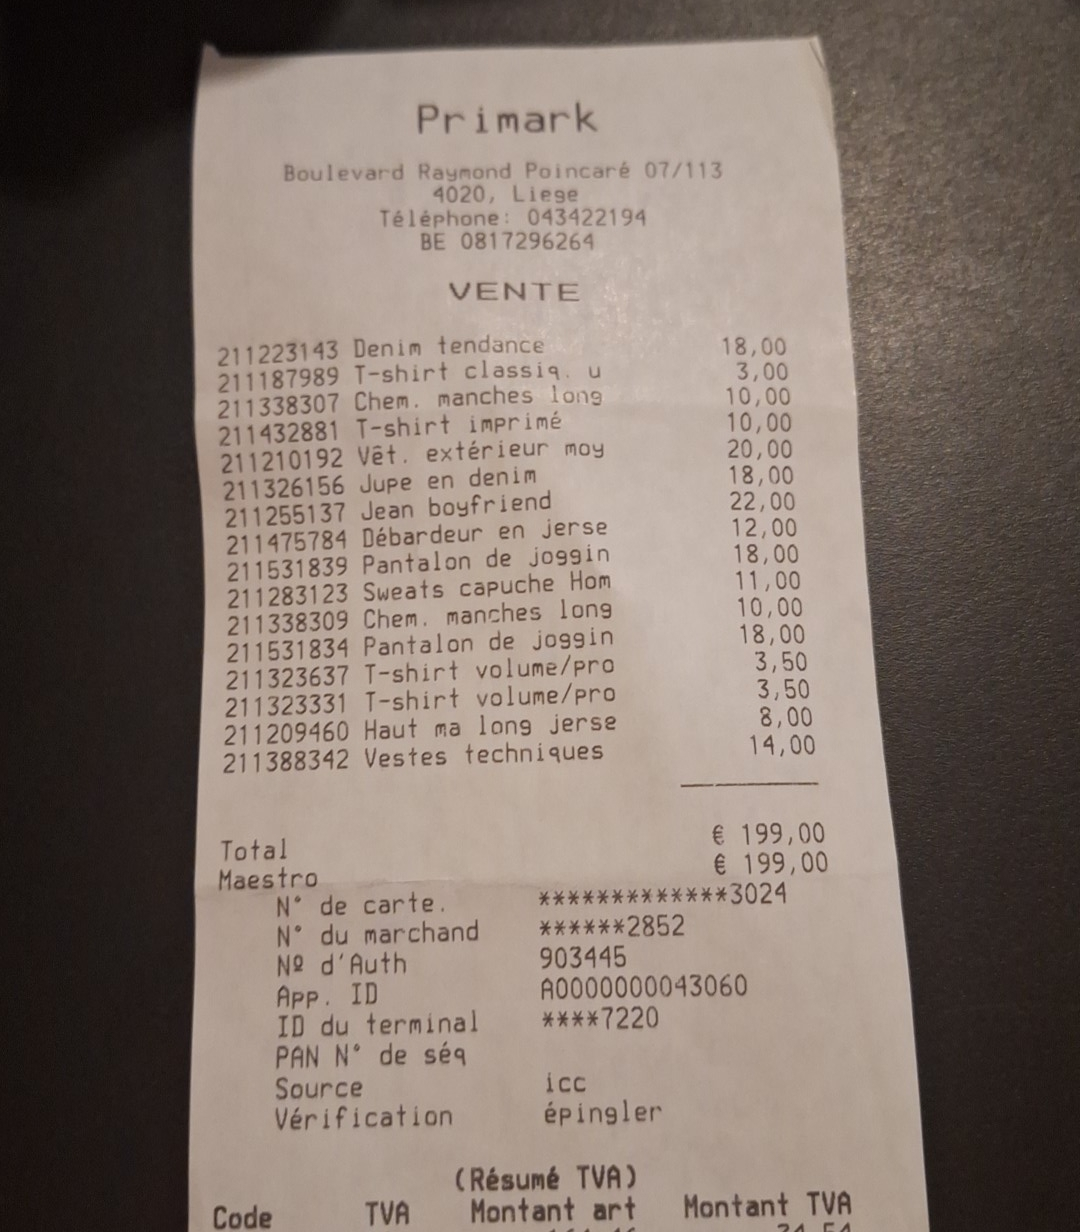 Primark
Boulevard Raymond Poincaré 07/113
4020, Liege
Téléphone: 043422194
BE 0817296264
VENTE
211223143 Denim tendance 18,00
211187989 T-shirt classiq. u 3,00
211338307 Chem. manches long 10,00
211432881 T-shirt imprimé 10,00
211210192 Vêt. extérieur moy 20,00
211326156 Jupe en denim 18,00
211255137 Jean boyfriend 22,00
211475784 Débardeur en jerse 12,00
211531839 Pantalon de joggin 18,00
211283123 Sweats capuche Hom 11,00
211338309 Chem. manches long 10,00
211531834 Pantalon de joggin 18,00
211323637 T-shirt volume/pro 3,50
211323331 T-shirt volume/pro 3,50
211209460 Haut ma long jerse 8,00
211388342 Vestes techniques 14,00
Total € 199,00
Maestro € 199,00
N° de carte. ************3024
N° du marchand ******2852
Nº d'Auth 903445
App. ID A0000000043060
ID du terminal ****7220
PAN N° de séq
Source icc
Vérification épingler
(Résumé TVA)
Code TVA Montant art Montant TVA